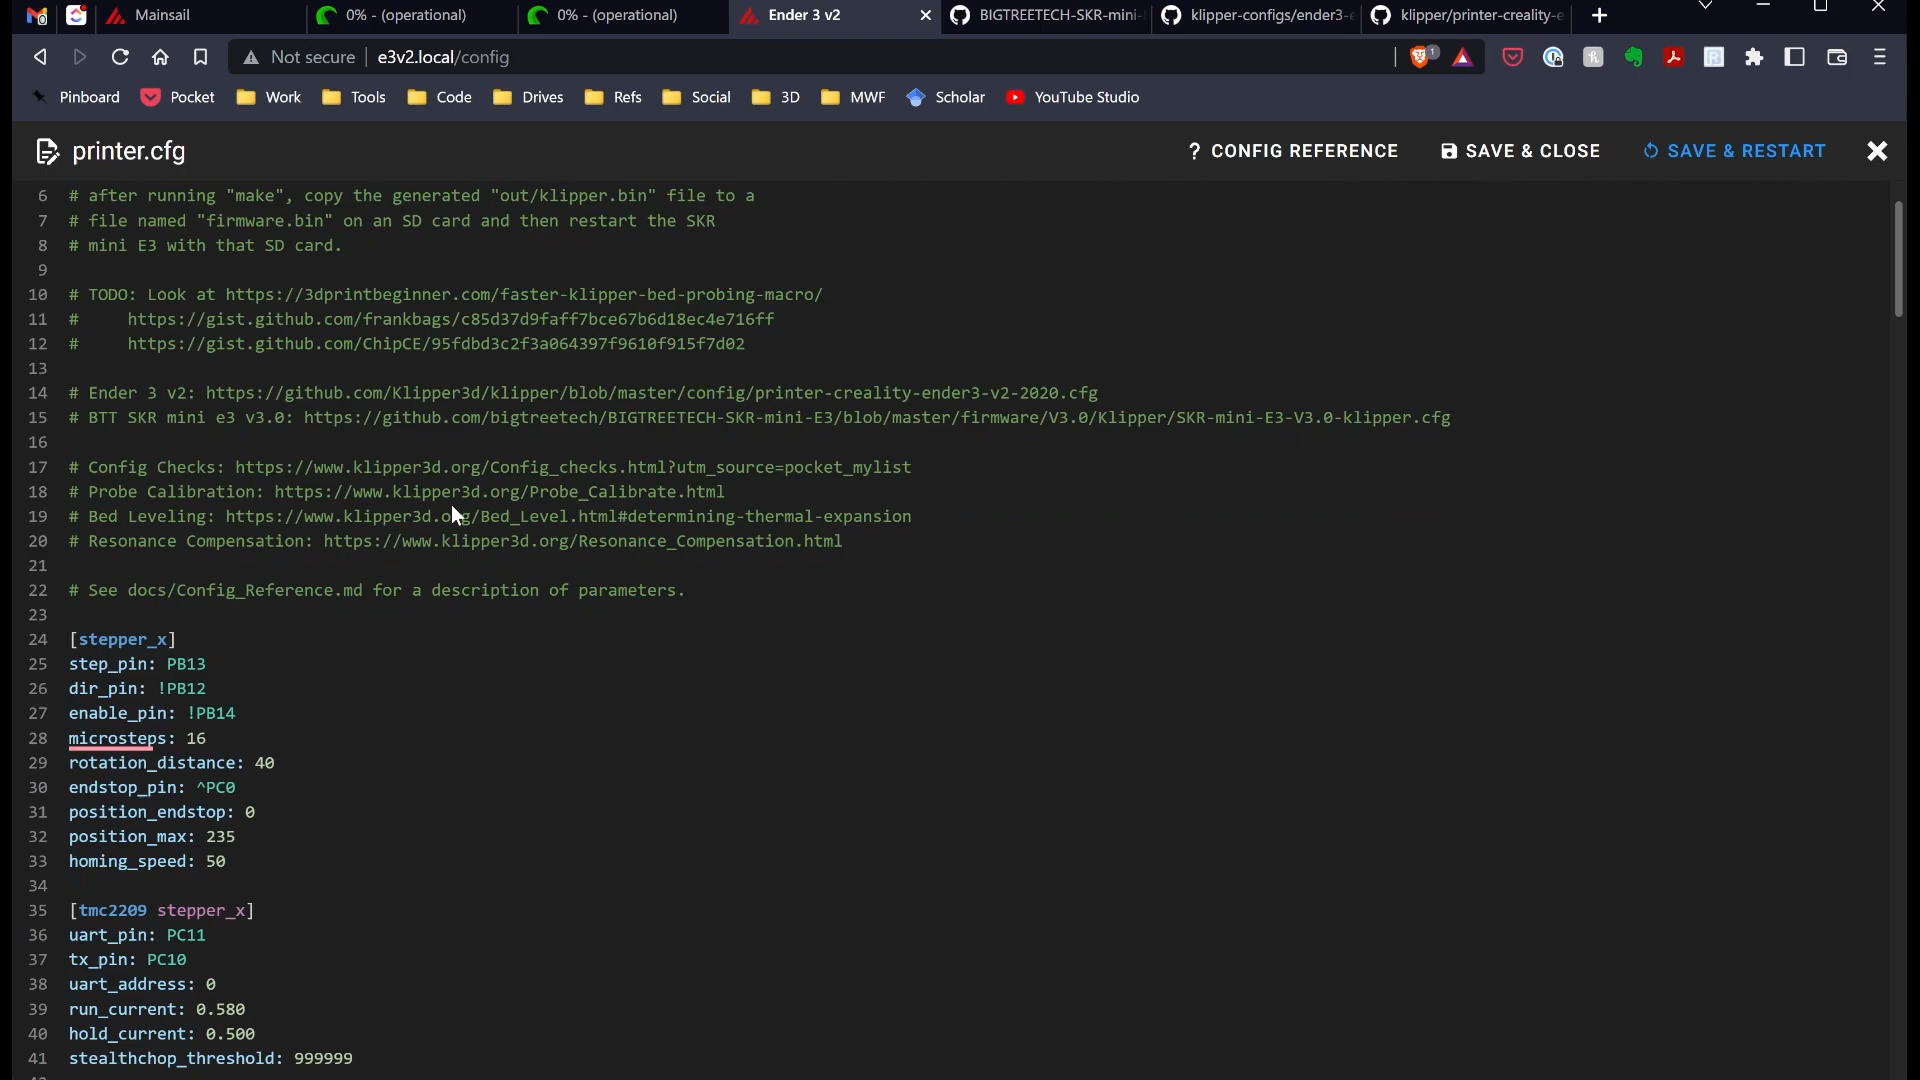 Mainsail
0% - (operational)
0% - (operational)
Ender 3 v2
BIGTREETECH-SKR-mini-
klipper-configs/ender3-e
klipper/printer-creality-e
Not secure
e3v2.local/config
1
Pinboard
Pocket
Work
Tools
Code
Drives
Refs
Social
3D
MWF
Scholar
YouTube Studio
printer.cfg
? CONFIG REFERENCE
SAVE & CLOSE
SAVE & RESTART
6 # after running "make", copy the generated "out/klipper.bin" file to a
7 # file named "firmware.bin" on an SD card and then restart the SKR
8 # mini E3 with that SD card.
9
10 # TODO: Look at https://3dprintbeginner.com/faster-klipper-bed-probing-macro/
11 # https://gist.github.com/frankbags/c85d37d9faff7bce67b6d18ec4e716ff
12 # https://gist.github.com/ChipCE/95fdbd3c2f3a064397f9610f915f7d02
13
14 # Ender 3 v2: https://github.com/Klipper3d/klipper/blob/master/config/printer-creality-ender3-v2-2020.cfg
15 # BTT SKR mini e3 v3.0: https://github.com/bigtreetech/BIGTREETECH-SKR-mini-E3/blob/master/firmware/V3.0/Klipper/SKR-mini-E3-V3.0-klipper.cfg
16
17 # Config Checks: https://www.klipper3d.org/Config_checks.html?utm_source=pocket_mylist
18 # Probe Calibration: https://www.klipper3d.org/Probe_Calibrate.html
19 # Bed Leveling: https://www.klipper3d.org/Bed_Level.html#determining-thermal-expansion
20 # Resonance Compensation: https://www.klipper3d.org/Resonance_Compensation.html
21
22 # See docs/Config_Reference.md for a description of parameters.
23
24 [stepper_x]
25 step_pin: PB13
26 dir_pin: !PB12
27 enable_pin: !PB14
28 microsteps: 16
29 rotation_distance: 40
30 endstop_pin: ^PC0
31 position_endstop: 0
32 position_max: 235
33 homing_speed: 50
34
35 [tmc2209 stepper_x]
36 uart_pin: PC11
37 tx_pin: PC10
38 uart_address: 0
39 run_current: 0.580
40 hold_current: 0.500
41 stealthchop_threshold: 999999